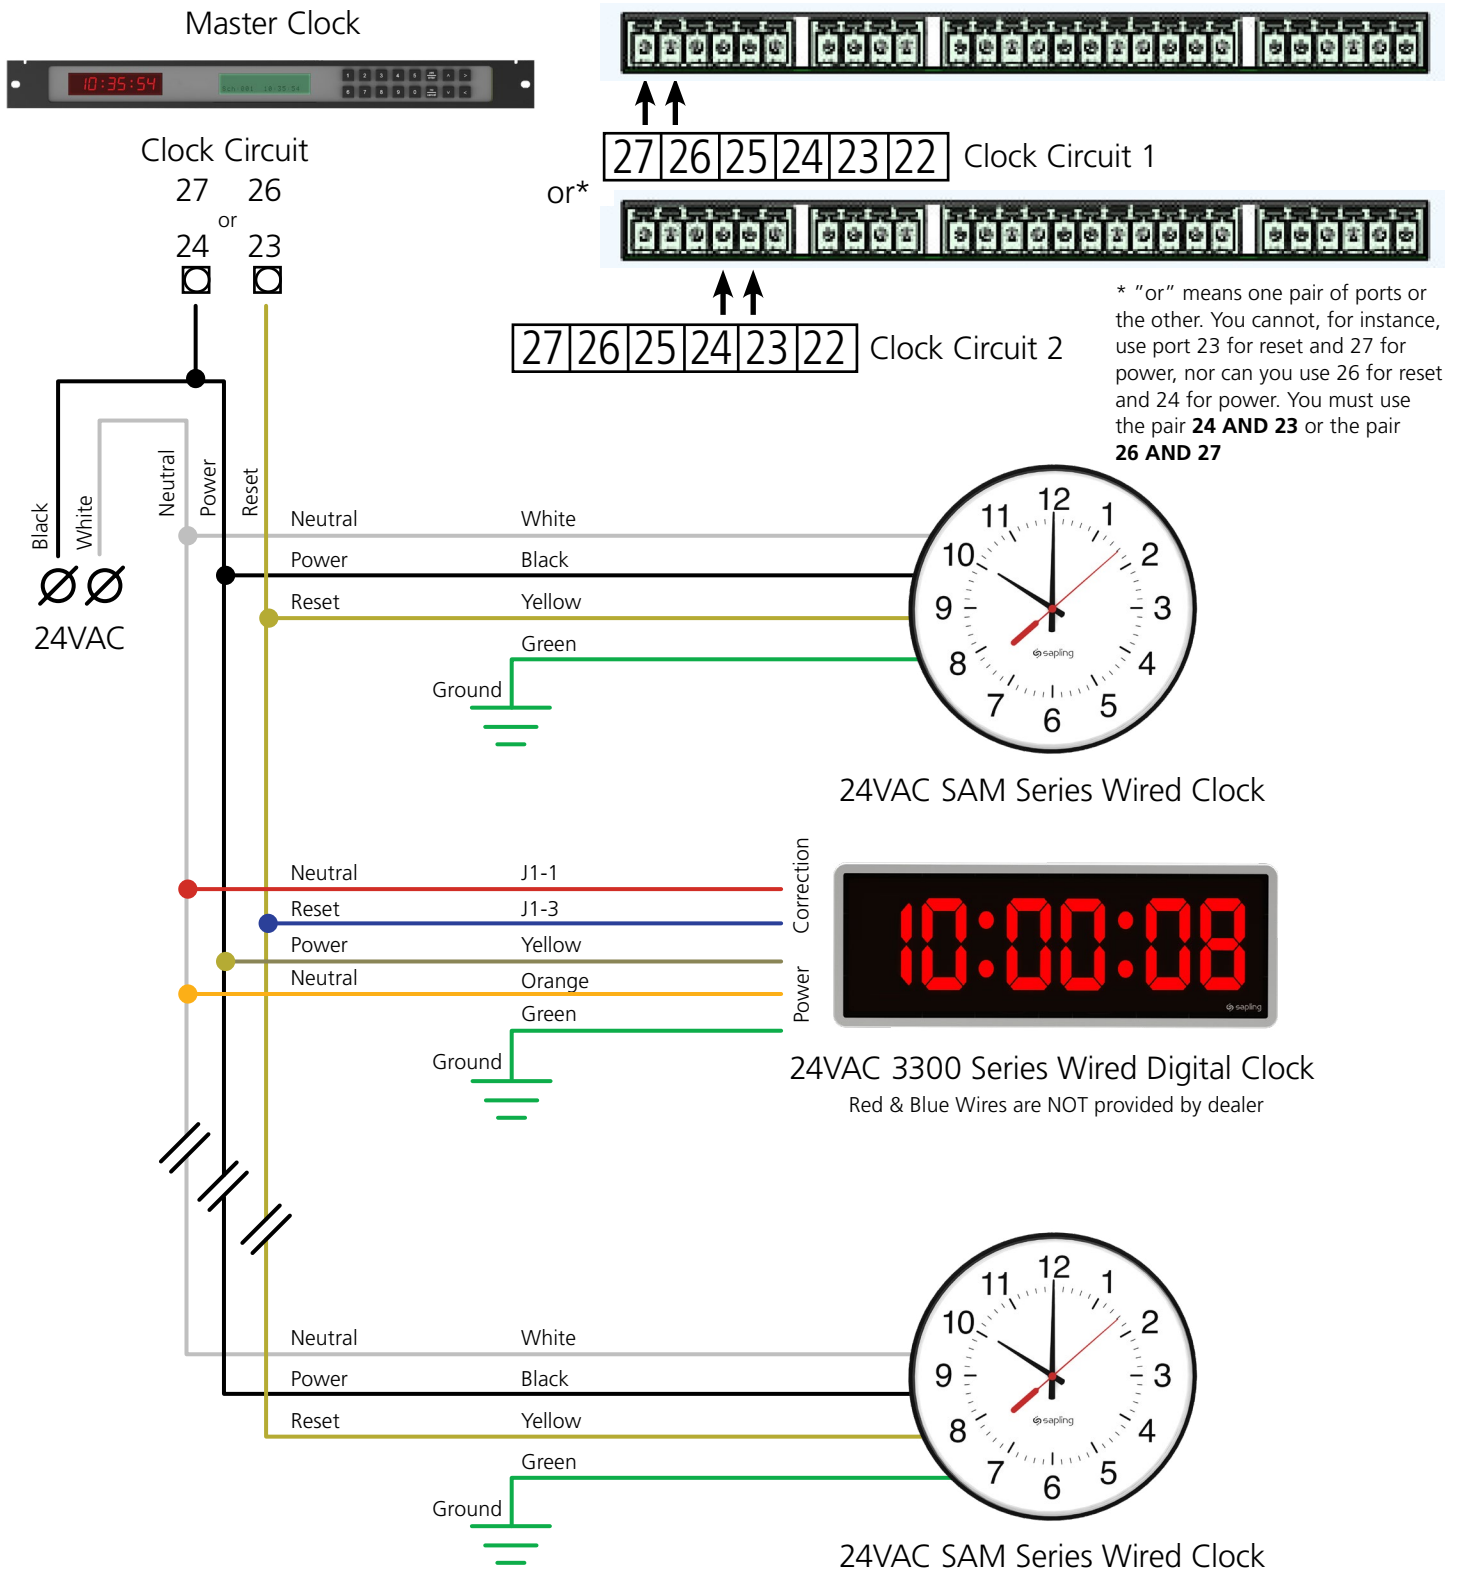 Master Clock
10:35:54
Clock Circuit
27 26
or
24 23
27 26 25 24 23 22 Clock Circuit 1
or*
27 26 25 24 23 22 Clock Circuit 2
* "or" means one pair of ports or
the other. You cannot, for instance,
use port 23 for reset and 27 for
power, nor can you use 26 for reset
and 24 for power. You must use
the pair 24 AND 23 or the pair
26 AND 27
Black
White
Neutral
Power
Reset
24VAC
Neutral White
Power Black
Reset Yellow
Green
Ground
12 1 2 3 4 5 6 7 8 9 10 11
sapling
24VAC SAM Series Wired Clock
Neutral J1-1
Reset J1-3
Power Yellow
Neutral Orange
Green
Ground
Correction
Power
10:00:08
sapling
24VAC 3300 Series Wired Digital Clock
Red & Blue Wires are NOT provided by dealer
Neutral White
Power Black
Reset Yellow
Green
Ground
12 1 2 3 4 5 6 7 8 9 10 11
sapling
24VAC SAM Series Wired Clock